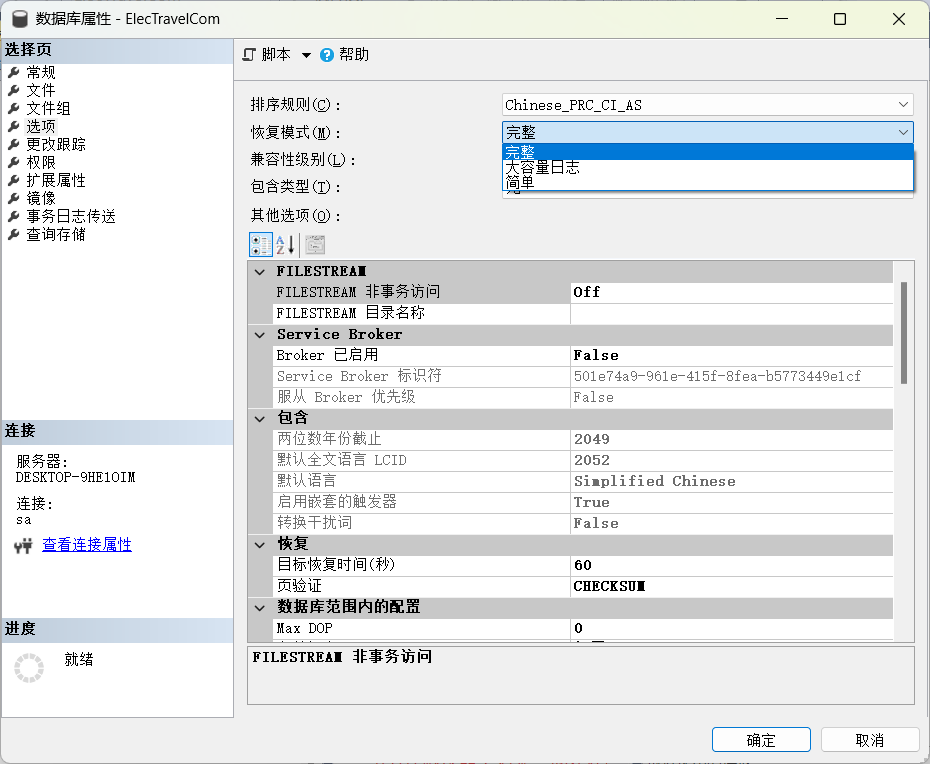 数据库属性 - ElecTravelCom
选择页
常规
文件
文件组
选项
更改跟踪
权限
扩展属性
镜像
事务日志传送
查询存储
连接
服务器:
DESKTOP-9HE1OIM
连接:
sa
查看连接属性
进度
就绪
脚本
帮助
排序规则(C):
Chinese_PRC_CI_AS
恢复模式(M):
完整
完整
大容量日志
简单
兼容性级别(L):
包含类型(T):
其他选项(O):
FILESTREAM
FILESTREAM 非事务访问 Off
FILESTREAM 目录名称
Service Broker
Broker 已启用 False
Service Broker 标识符 501e74a9-961e-415f-8fea-b5773449e1cf
服从 Broker 优先级 False
包含
两位数年份截止 2049
默认全文语言 LCID 2052
默认语言 Simplified Chinese
启用嵌套的触发器 True
转换干扰词 False
恢复
目标恢复时间(秒) 60
页验证 CHECKSUM
数据库范围内的配置
Max DOP 0
FILESTREAM 非事务访问
确定
取消